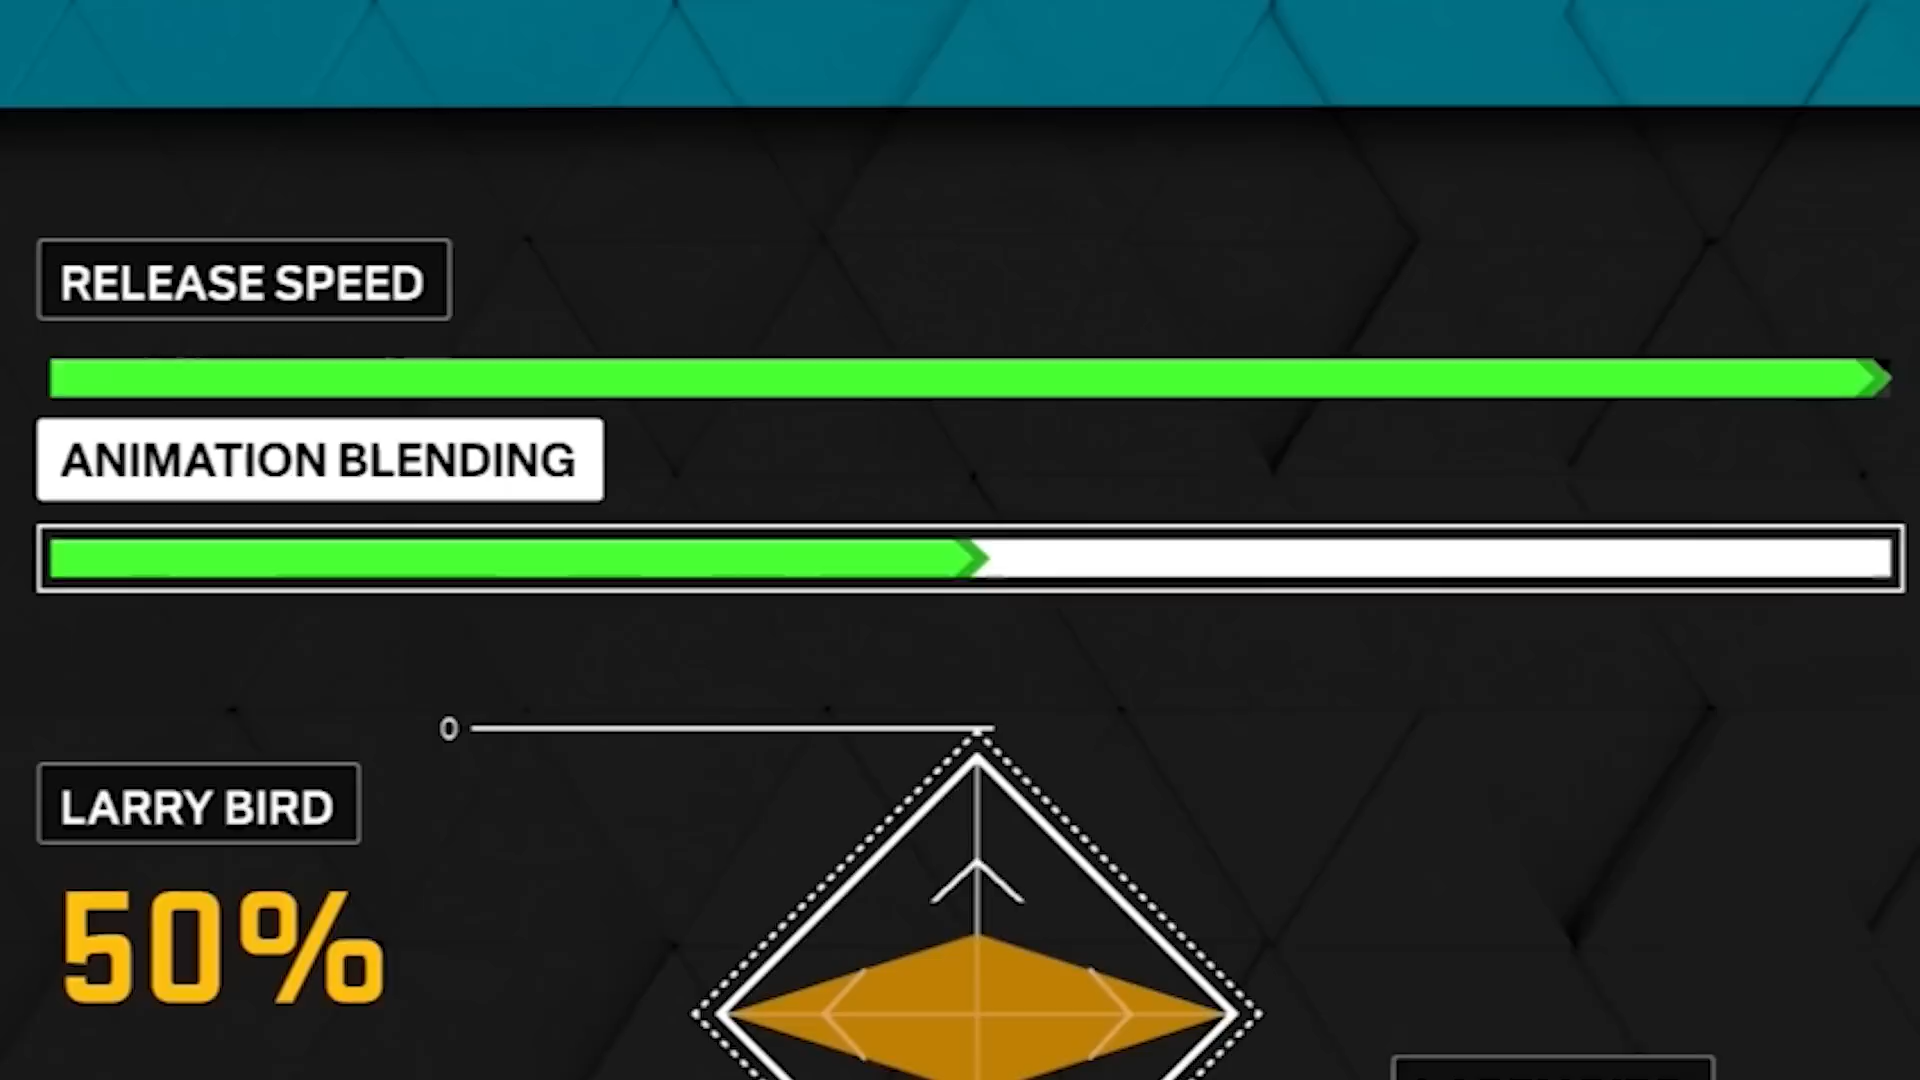 RELEASE SPEED
ANIMATION BLENDING
0
LARRY BIRD
50%